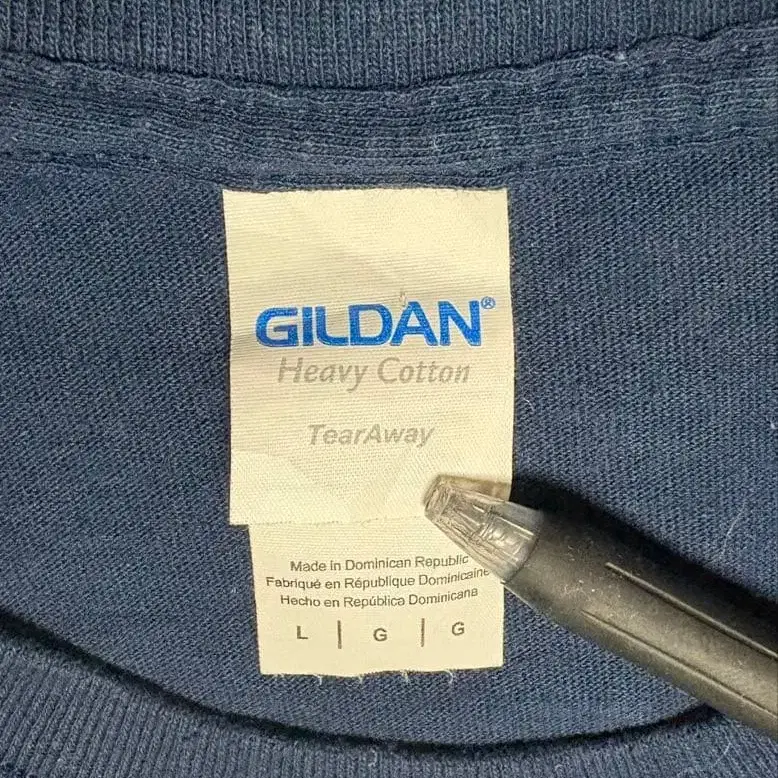 GILDAN®
Heavy Cotton
TearAway
Made in Dominican Republic
Fabriqué en République Dominicaine
Hecho en República Dominicana
L | G | G